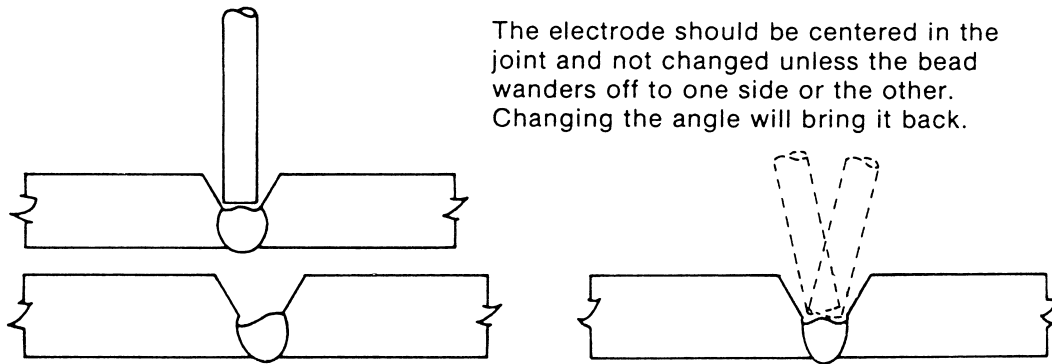 The electrode should be centered in the
joint and not changed unless the bead
wanders off to one side or the other.
Changing the angle will bring it back.